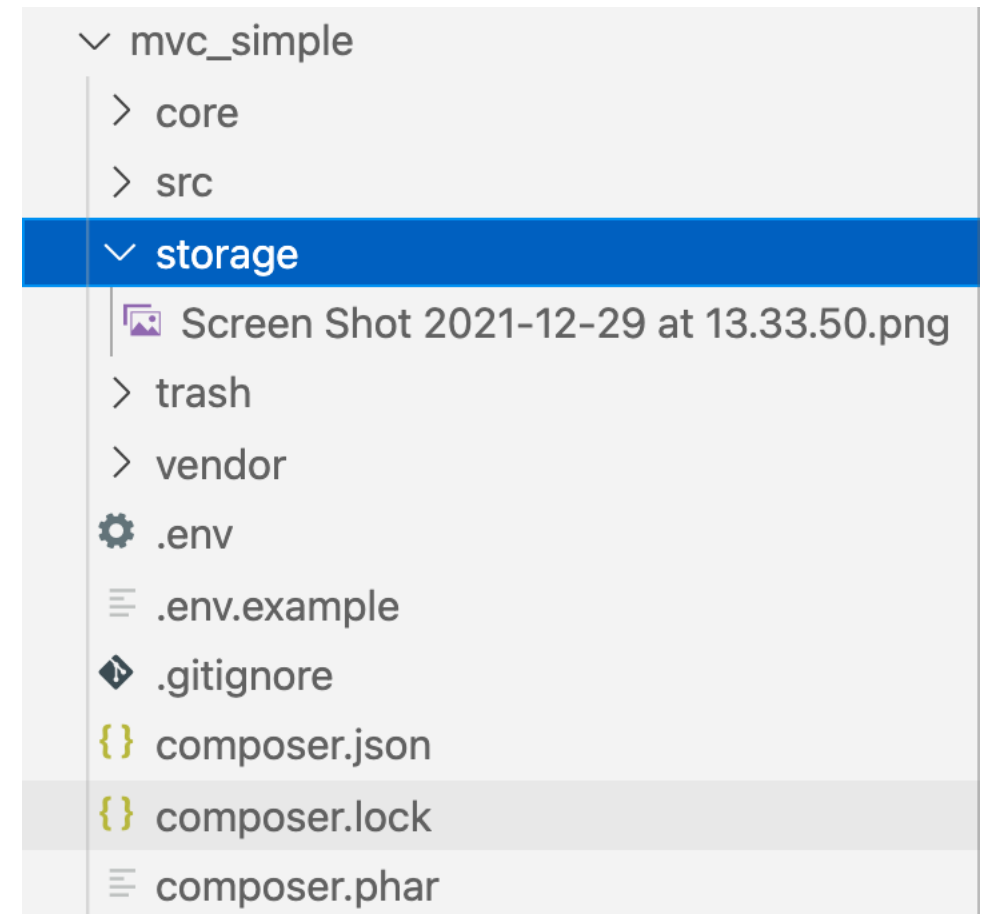 mvc_simple
core
src
storage
Screen Shot 2021-12-29 at 13.33.50.png
trash
vendor
.env
.env.example
.gitignore
composer.json
composer.lock
composer.phar